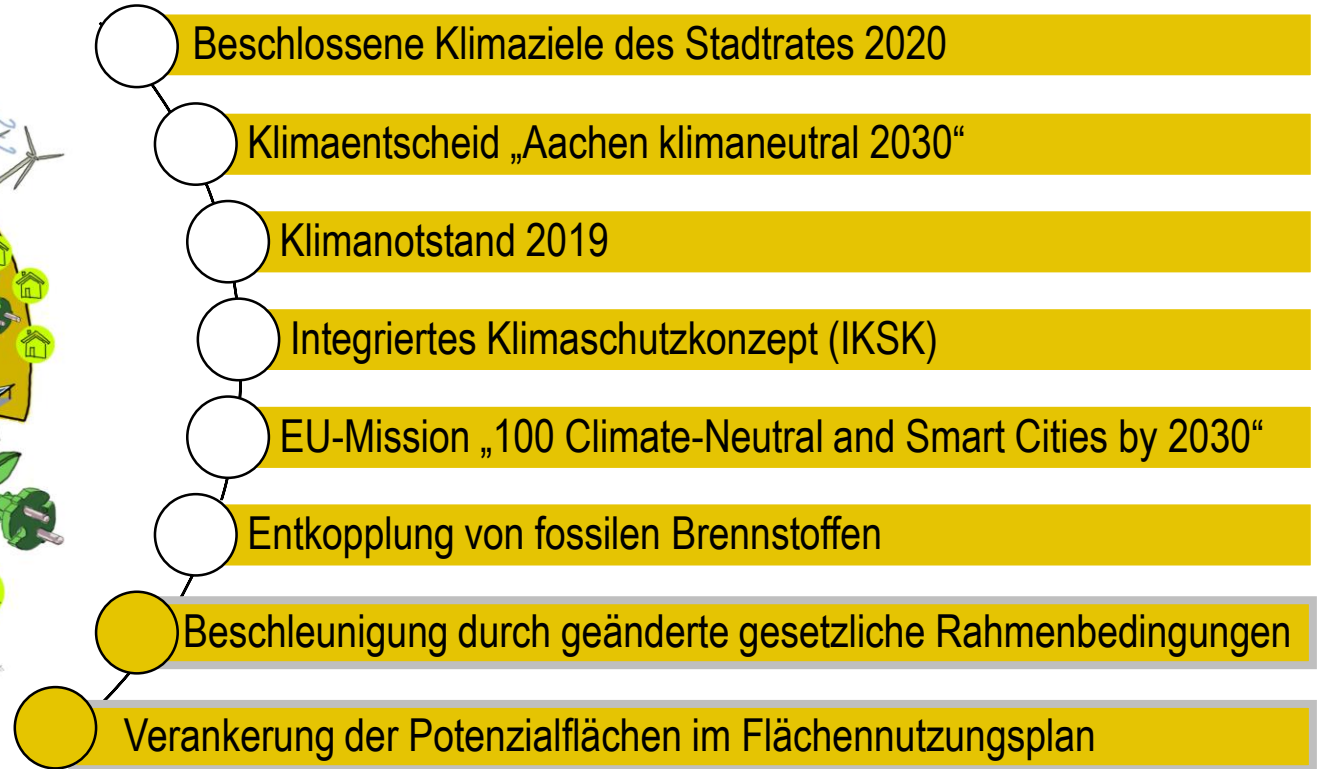 Beschlossene Klimaziele des Stadtrates 2020
Klimaentscheid „Aachen klimaneutral 2030“
Klimanotstand 2019
Integriertes Klimaschutzkonzept (IKSK)
EU-Mission „100 Climate-Neutral and Smart Cities by 2030“
Entkopplung von fossilen Brennstoffen
Beschleunigung durch geänderte gesetzliche Rahmenbedingungen
Verankerung der Potenzialflächen im Flächennutzungsplan